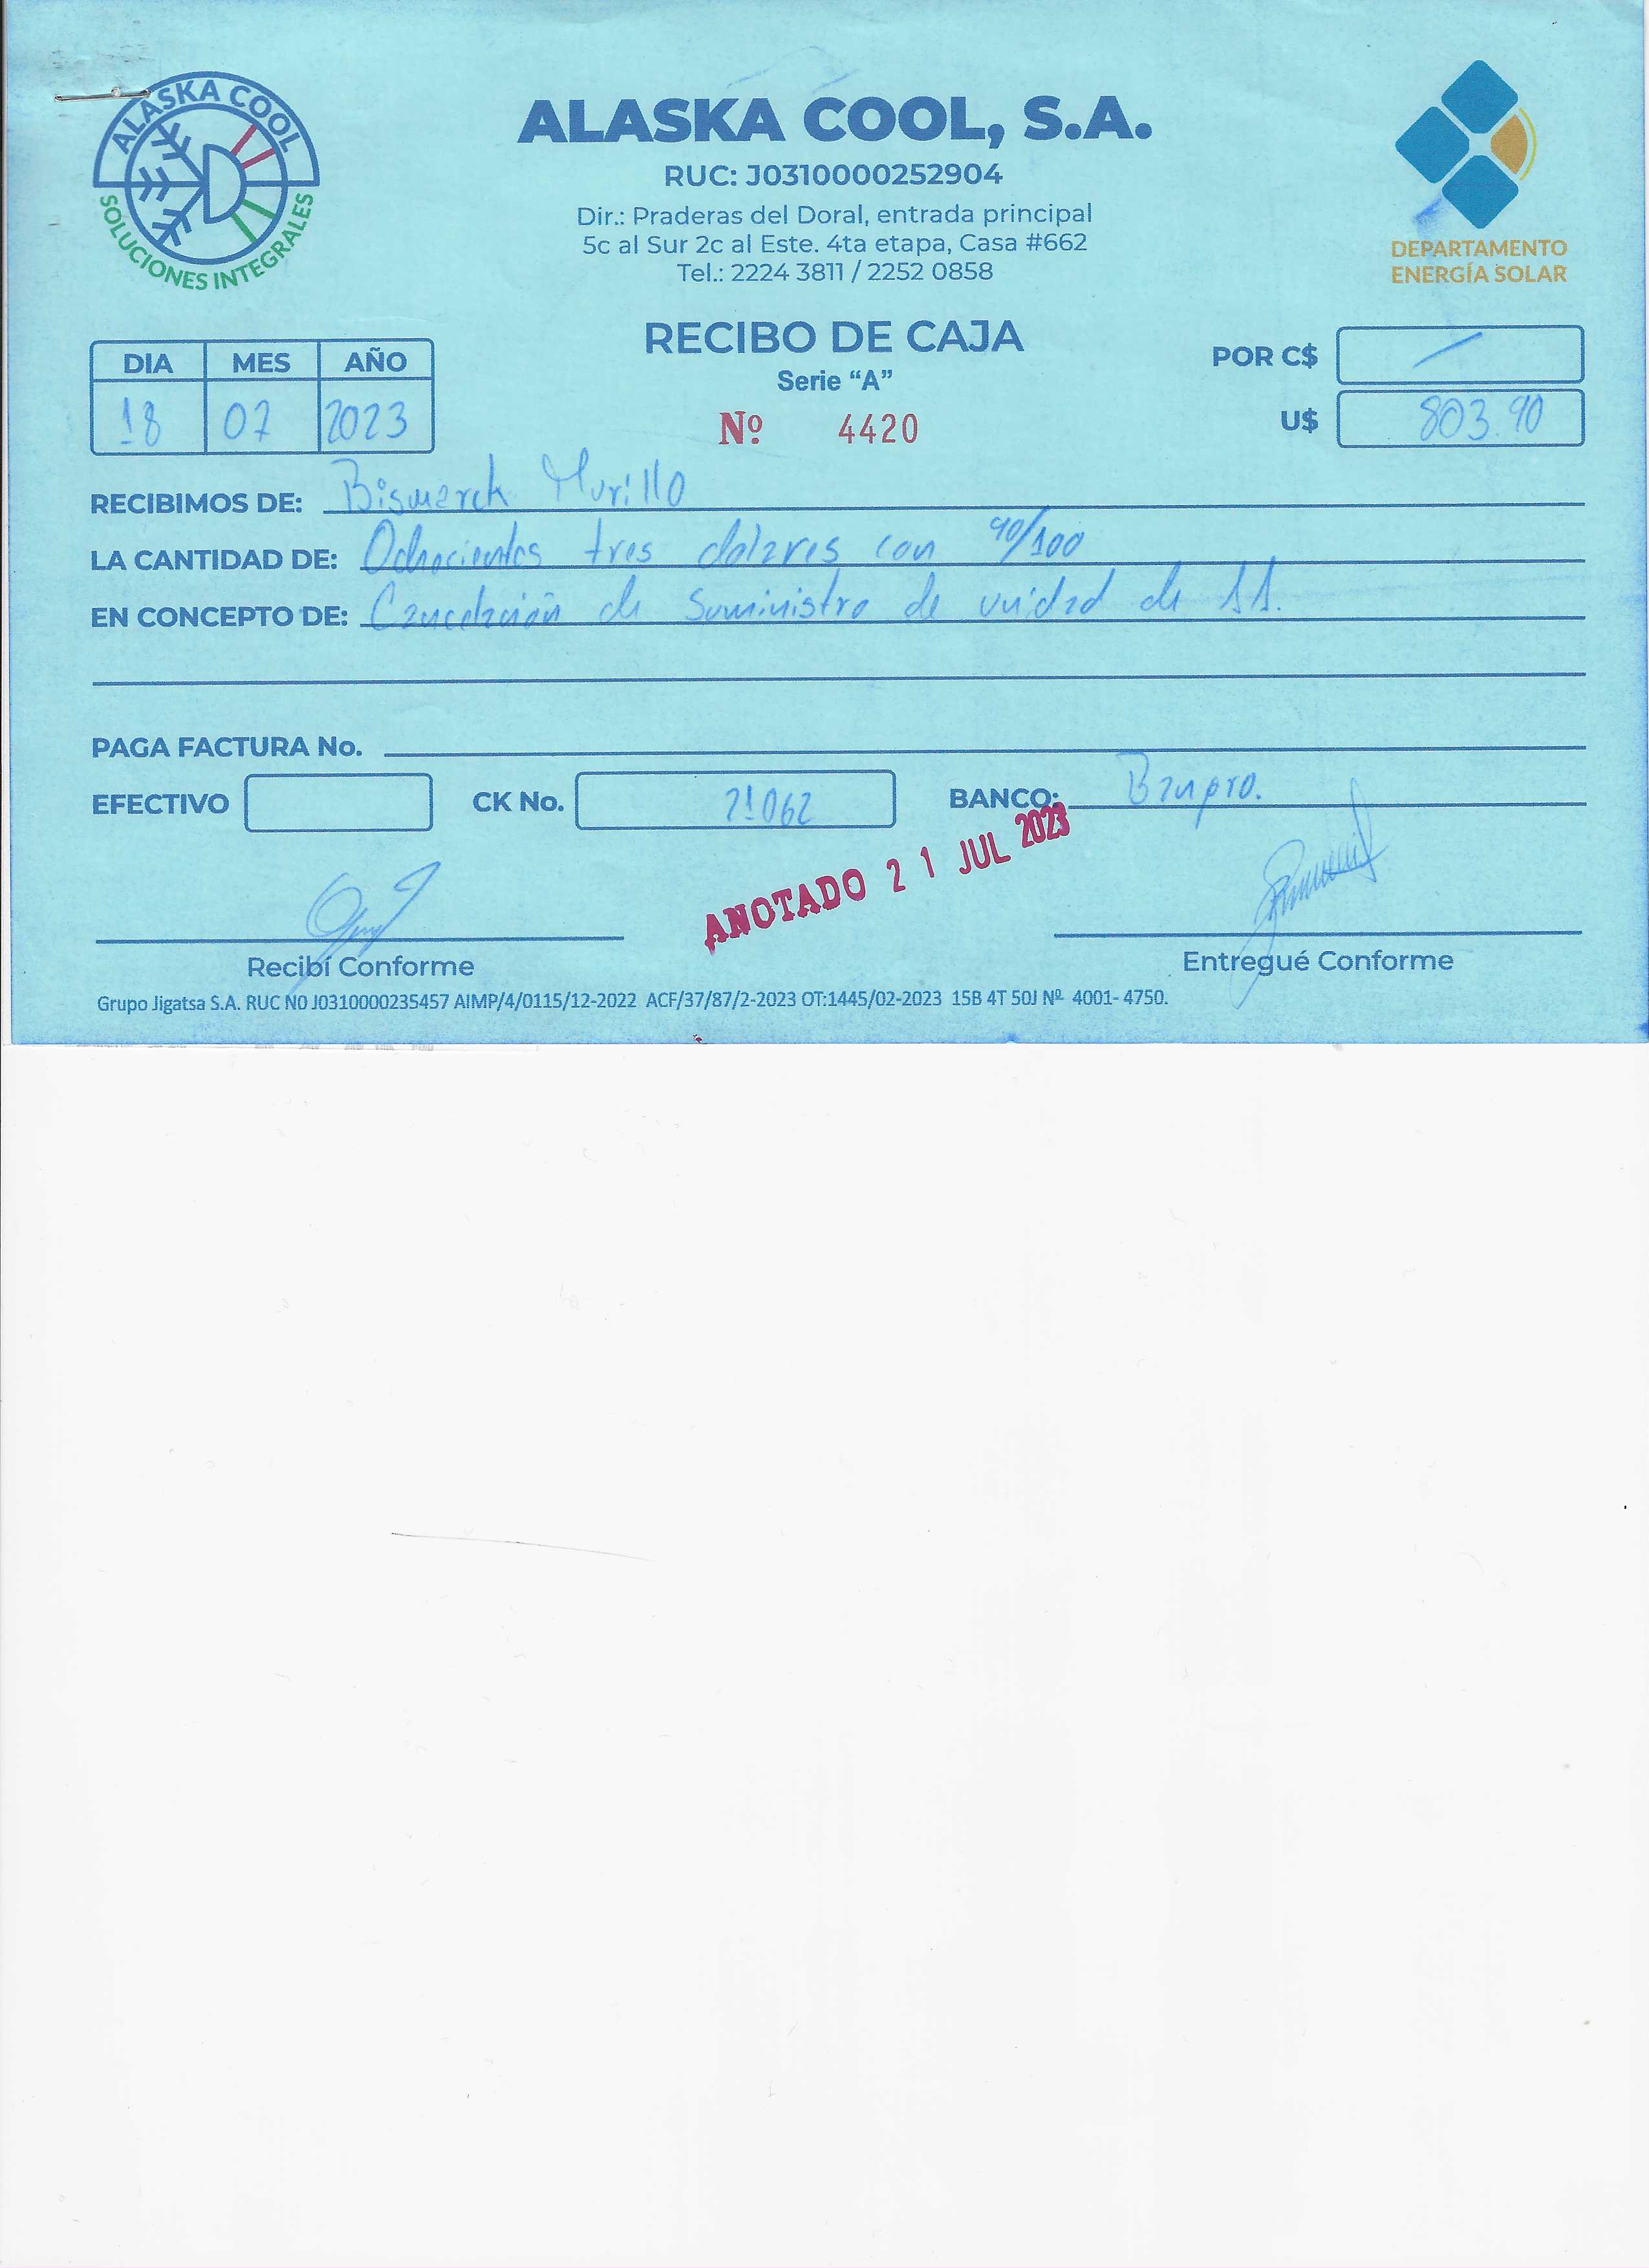 ALASKA COOL
SOLUCIONES INTEGRALES
ALASKA COOL, S.A.
RUC: J0310000252904
Dir.: Praderas del Doral, entrada principal
5c al Sur 2c al Este. 4ta etapa, Casa #662
Tel.: 2224 3811 / 2252 0858
DEPARTAMENTO
ENERGÍA SOLAR
RECIBO DE CAJA
Serie “A”
Nº 4420
DIA MES AÑO
18 07 2023
POR C$ —
U$ 803.90
RECIBIMOS DE: Bismarck Murillo
LA CANTIDAD DE: Ochocientos tres dolares con 90/100
EN CONCEPTO DE: Cancelación de Suministro de unidad de AA.
PAGA FACTURA No.
EFECTIVO CK No. 21062 BANCO: Banpro.
ANOTADO 21 JUL 2023
Recibí Conforme Entregué Conforme
Grupo Jigatsa S.A. RUC N0 J0310000235457 AIMP/4/0115/12-2022 ACF/37/87/2-2023 OT:1445/02-2023 15B 4T 50J Nº 4001- 4750.